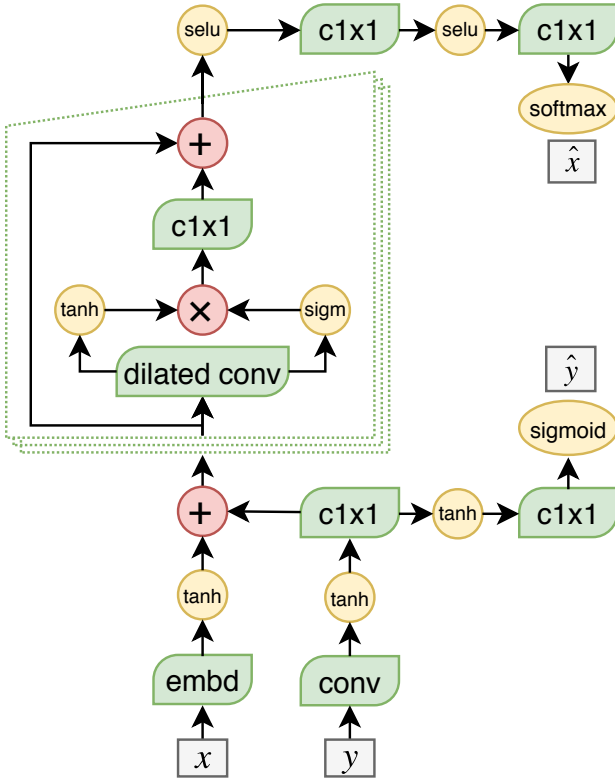 selu
c1x1
selu
c1x1
softmax
x̂
+
c1x1
tanh
×
sigm
dilated conv
ŷ
sigmoid
+
c1x1
tanh
c1x1
tanh
tanh
embd
conv
x
y